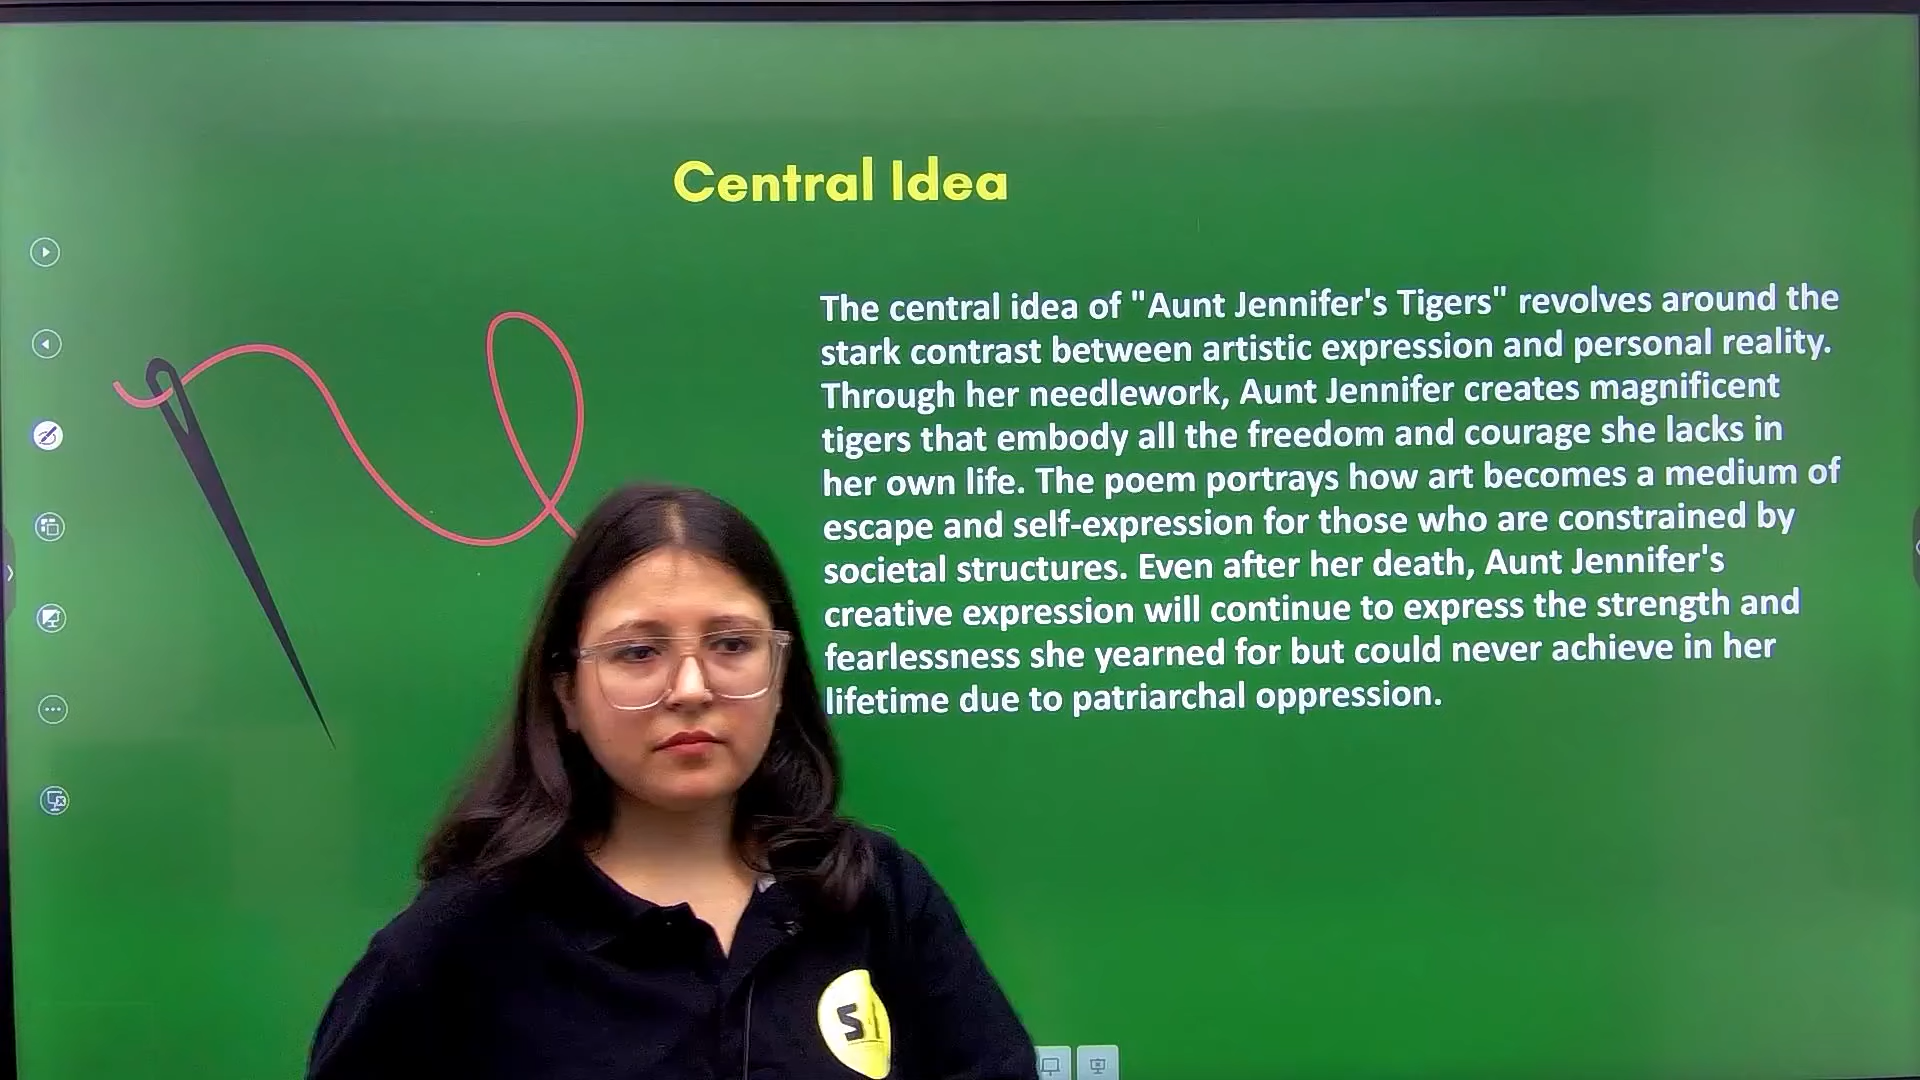 Central Idea
The central idea of "Aunt Jennifer's Tigers" revolves around the
stark contrast between artistic expression and personal reality.
Through her needlework, Aunt Jennifer creates magnificent
tigers that embody all the freedom and courage she lacks in
her own life. The poem portrays how art becomes a medium of
escape and self-expression for those who are constrained by
societal structures. Even after her death, Aunt Jennifer's
creative expression will continue to express the strength and
fearlessness she yearned for but could never achieve in her
lifetime due to patriarchal oppression.